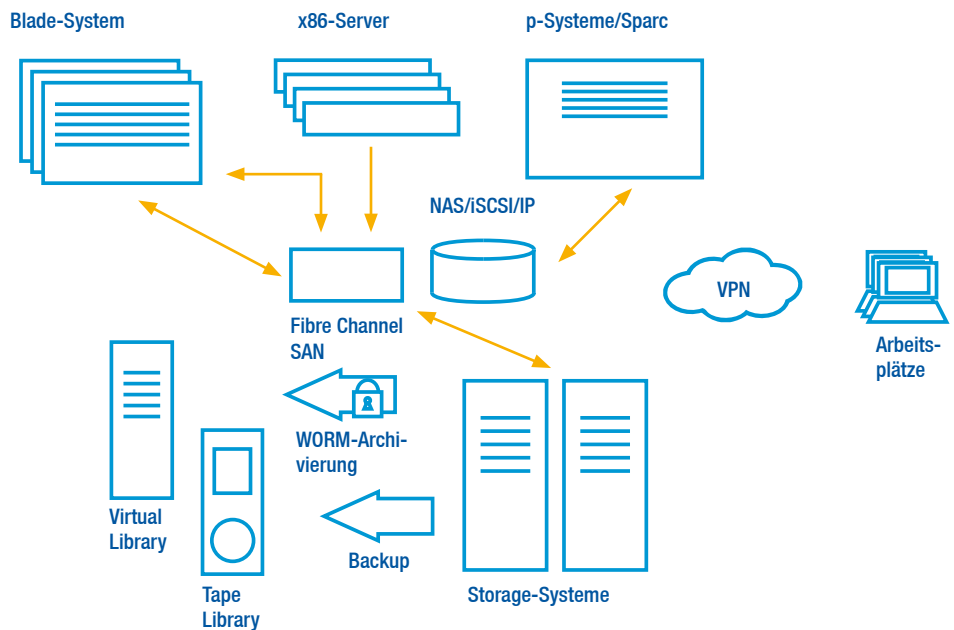 Blade-System
x86-Server
p-Systeme/Sparc
NAS/iSCSI/IP
VPN
Fibre Channel
SAN
Arbeits-
plätze
WORM-Archi-
vierung
Virtual
Library
Backup
Tape
Library
Storage-Systeme